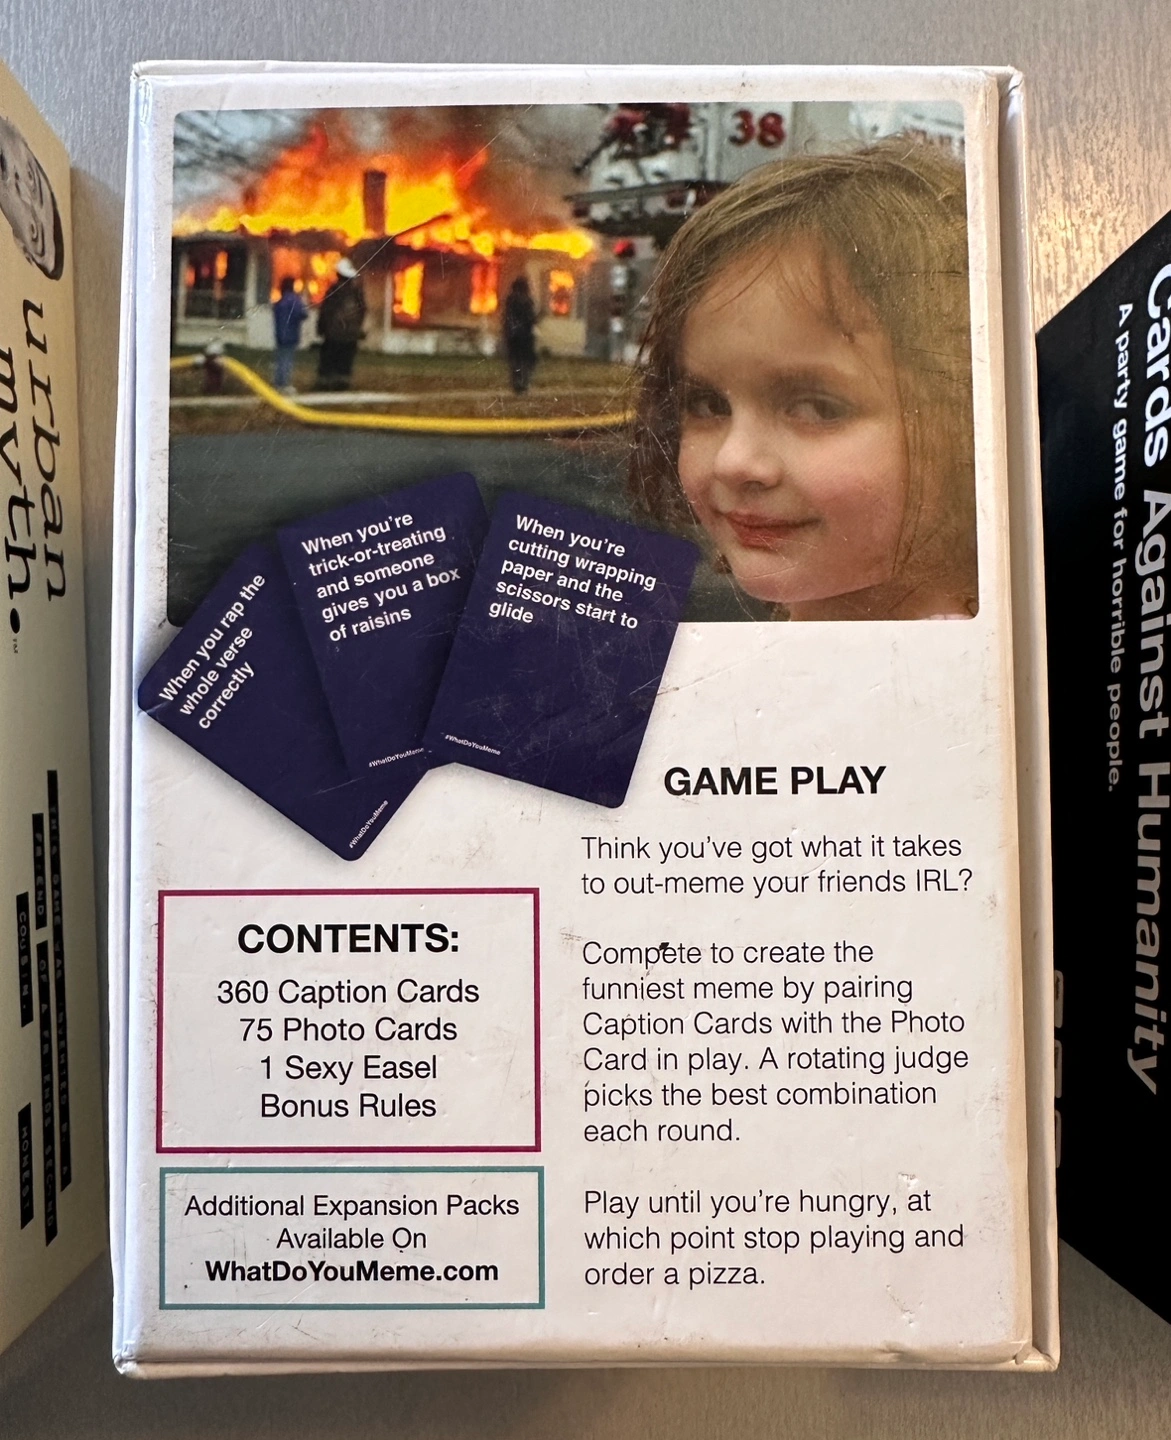 38
When you rap the
whole verse
correctly
#WhatDoYouMeme
When you're
trick-or-treating
and someone
gives you a box
of raisins
#WhatDoYouMeme
When you're
cutting wrapping
paper and the
scissors start to
glide
#WhatDoYouMeme
CONTENTS:
360 Caption Cards
75 Photo Cards
1 Sexy Easel
Bonus Rules
Additional Expansion Packs
Available On
WhatDoYouMeme.com
GAME PLAY
Think you've got what it takes
to out-meme your friends IRL?
Compete to create the
funniest meme by pairing
Caption Cards with the Photo
Card in play. A rotating judge
picks the best combination
each round.
Play until you're hungry, at
which point stop playing and
order a pizza.
urban
myth.™
Cards Against Humanity
A party game for horrible people.